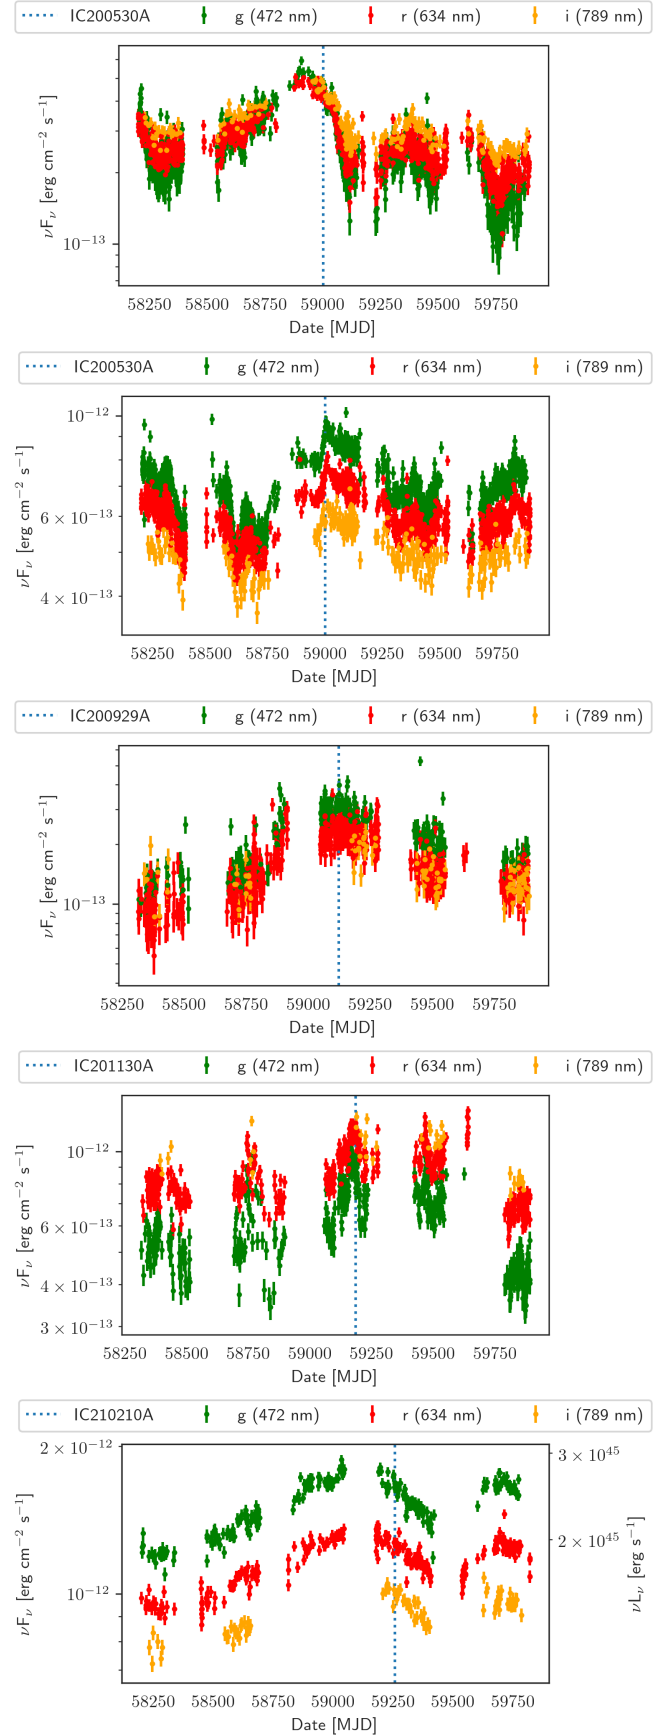 IC200530A g (472 nm) r (634 nm) i (789 nm)
νFν [erg cm−2 s−1]
10−13
58250 58500 58750 59000 59250 59500 59750
Date [MJD]
IC200530A g (472 nm) r (634 nm) i (789 nm)
νFν [erg cm−2 s−1]
10−12
6 × 10−13
4 × 10−13
58250 58500 58750 59000 59250 59500 59750
Date [MJD]
IC200929A g (472 nm) r (634 nm) i (789 nm)
νFν [erg cm−2 s−1]
10−13
58250 58500 58750 59000 59250 59500 59750
Date [MJD]
IC201130A g (472 nm) r (634 nm) i (789 nm)
νFν [erg cm−2 s−1]
10−12
6 × 10−13
4 × 10−13
3 × 10−13
58250 58500 58750 59000 59250 59500 59750
Date [MJD]
IC210210A g (472 nm) r (634 nm) i (789 nm)
νFν [erg cm−2 s−1]
2 × 10−12
10−12
3 × 1045
2 × 1045
νLν [erg s−1]
58250 58500 58750 59000 59250 59500 59750
Date [MJD]